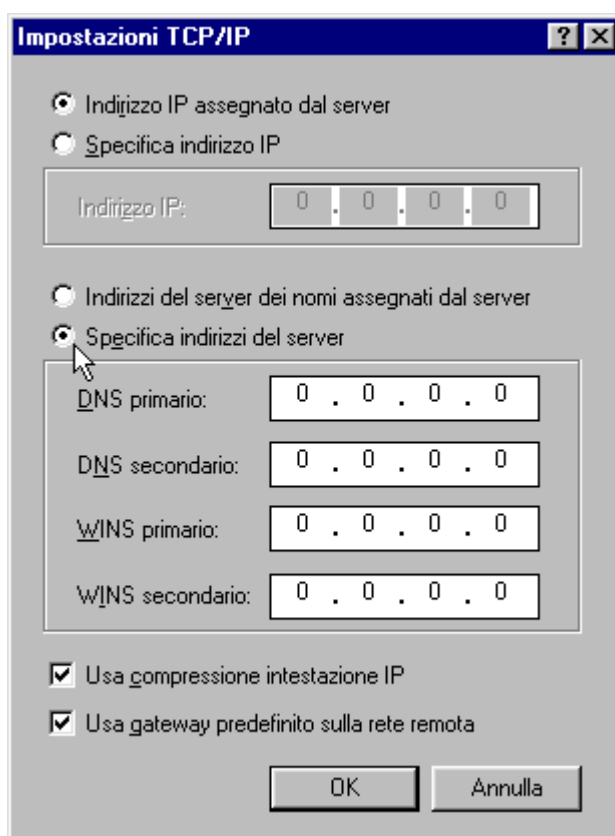 Impostazioni TCP/IP ? X
Indirizzo IP assegnato dal server
Specifica indirizzo IP
Indirizzo IP: 0 . 0 . 0 . 0
Indirizzi del server dei nomi assegnati dal server
Specifica indirizzi del server
DNS primario: 0 . 0 . 0 . 0
DNS secondario: 0 . 0 . 0 . 0
WINS primario: 0 . 0 . 0 . 0
WINS secondario: 0 . 0 . 0 . 0
Usa compressione intestazione IP
Usa gateway predefinito sulla rete remota
OK Annulla